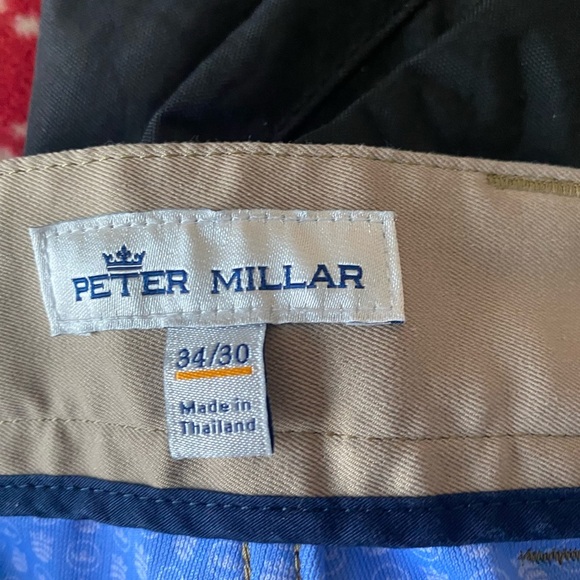 PETER MILLAR
34/30
Made in
Thailand